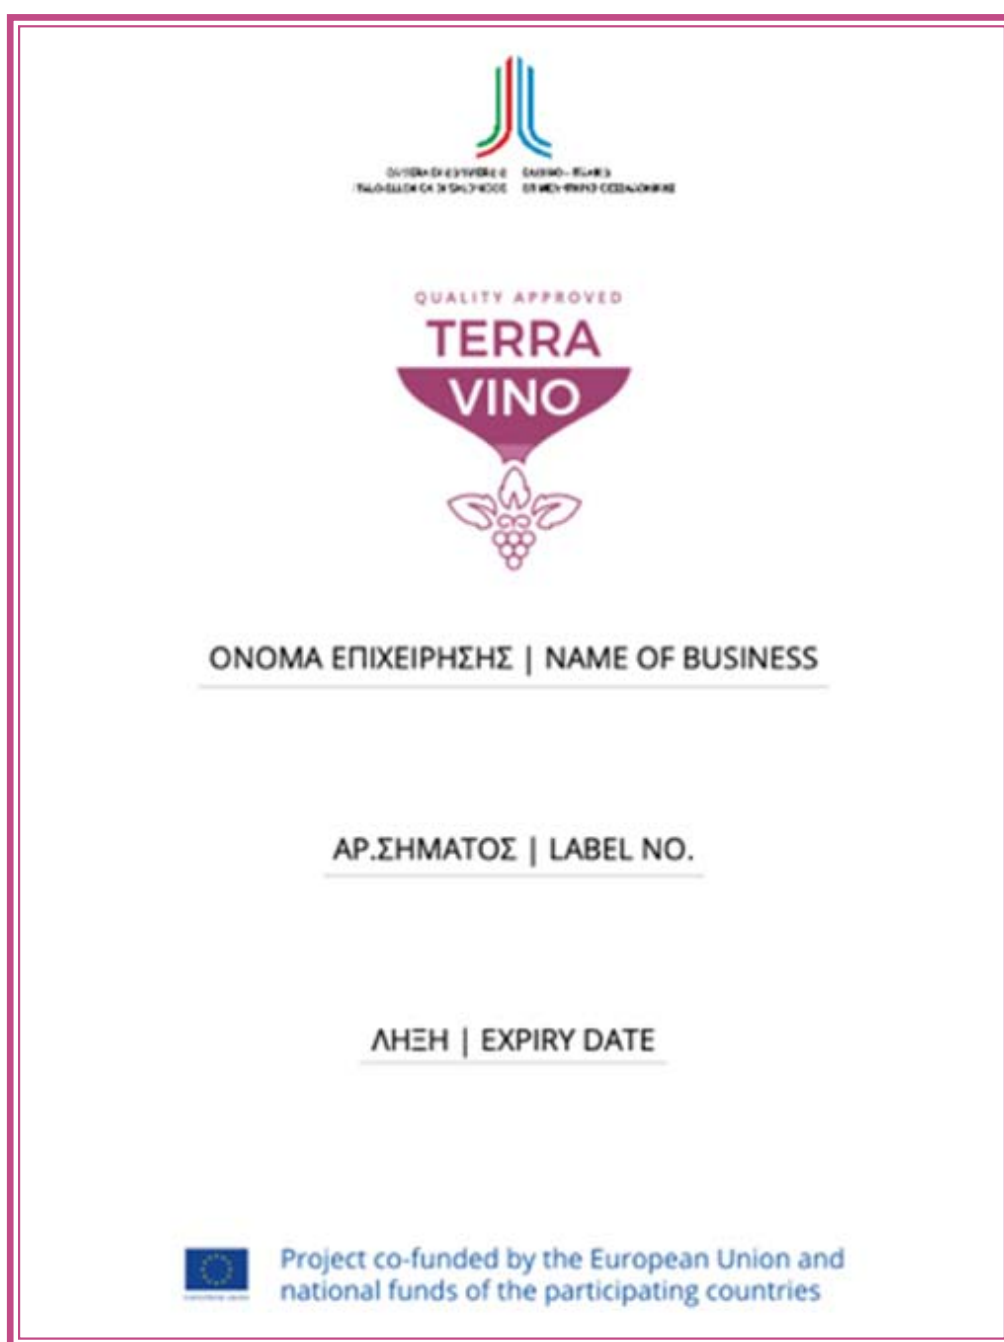 QUALITY APPROVED
TERRA
VINO
ΟΝΟΜΑ ΕΠΙΧΕΙΡΗΣΗΣ | NAME OF BUSINESS
ΑΡ.ΣΗΜΑΤΟΣ | LABEL NO.
ΛΗΞΗ | EXPIRY DATE
Project co-funded by the European Union and
national funds of the participating countries